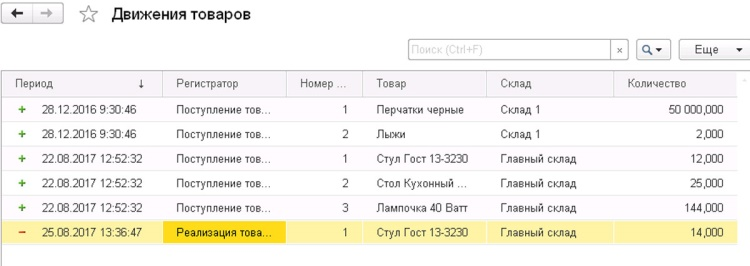 Движения товаров
Поиск (Ctrl+F) × Еще
Период ↓ Регистратор Номер ... Товар Склад Количество
+ 28.12.2016 9:30:46 Поступление тов... 1 Перчатки черные Склад 1 50 000,000
+ 28.12.2016 9:30:46 Поступление тов... 2 Лыжи Склад 1 2,000
+ 22.08.2017 12:52:32 Поступление тов... 1 Стул Гост 13-3230 Главный склад 12,000
+ 22.08.2017 12:52:32 Поступление тов... 2 Стол Кухонный ... Главный склад 25,000
+ 22.08.2017 12:52:32 Поступление тов... 3 Лампочка 40 Ватт Главный склад 144,000
− 25.08.2017 13:36:47 Реализация това... 1 Стул Гост 13-3230 Главный склад 14,000